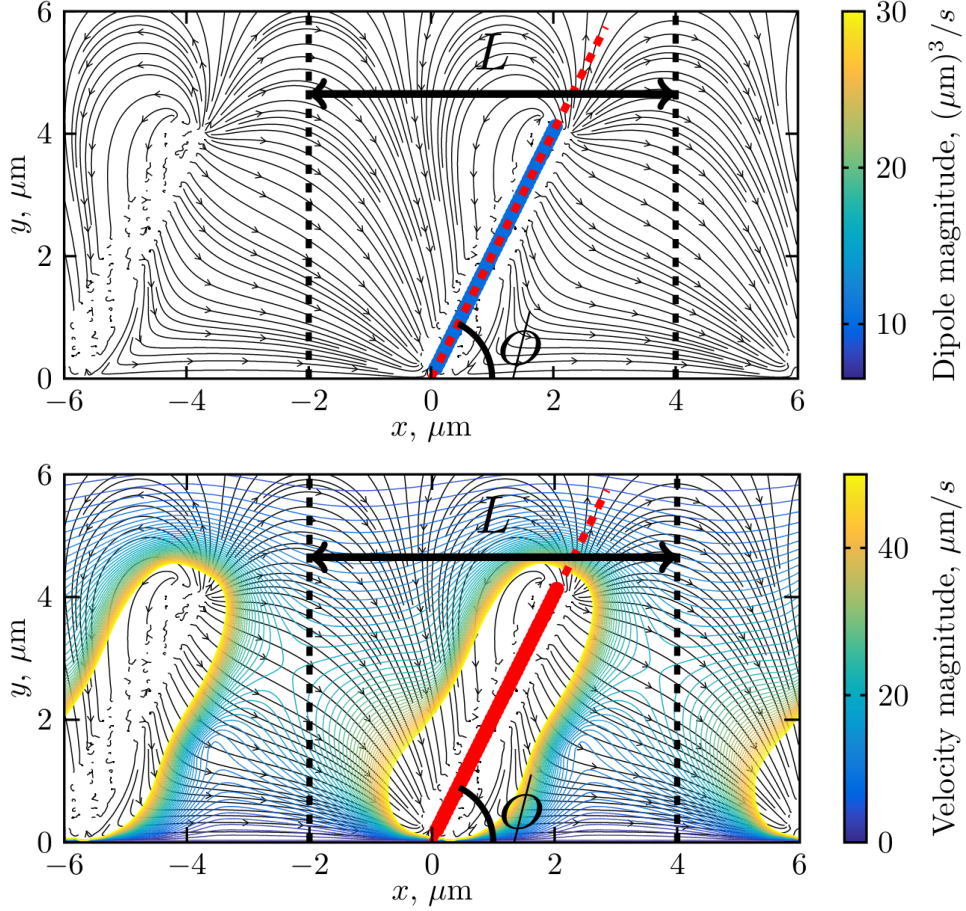 6
4
2
0
y, μm
L
ϕ
−6 −4 −2 0 2 4 6
x, μm
30
20
10
Dipole magnitude, (μm)³/s
6
4
2
0
y, μm
L
ϕ
−6 −4 −2 0 2 4 6
x, μm
40
20
0
Velocity magnitude, μm/s